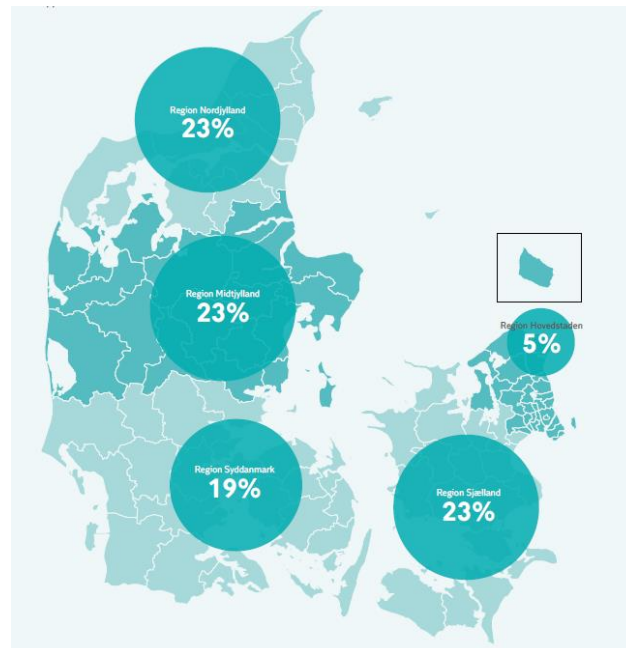 Region Nordjylland
23%
Region Midtjylland
23%
Region Hovedstaden
5%
Region Syddanmark
19%
Region Sjælland
23%